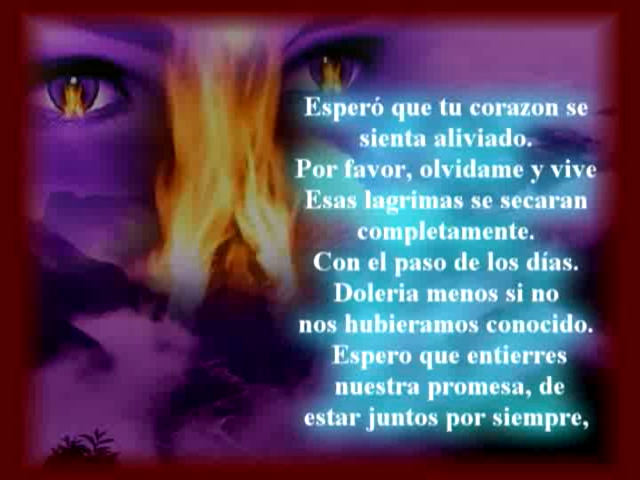 Esperó que tu corazon se
sienta aliviado.
Por favor, olvidame y vive
Esas lagrimas se secaran
completamente.
Con el paso de los días.
Doleria menos si no
nos hubieramos conocido.
Espero que entierres
nuestra promesa, de
estar juntos por siempre,